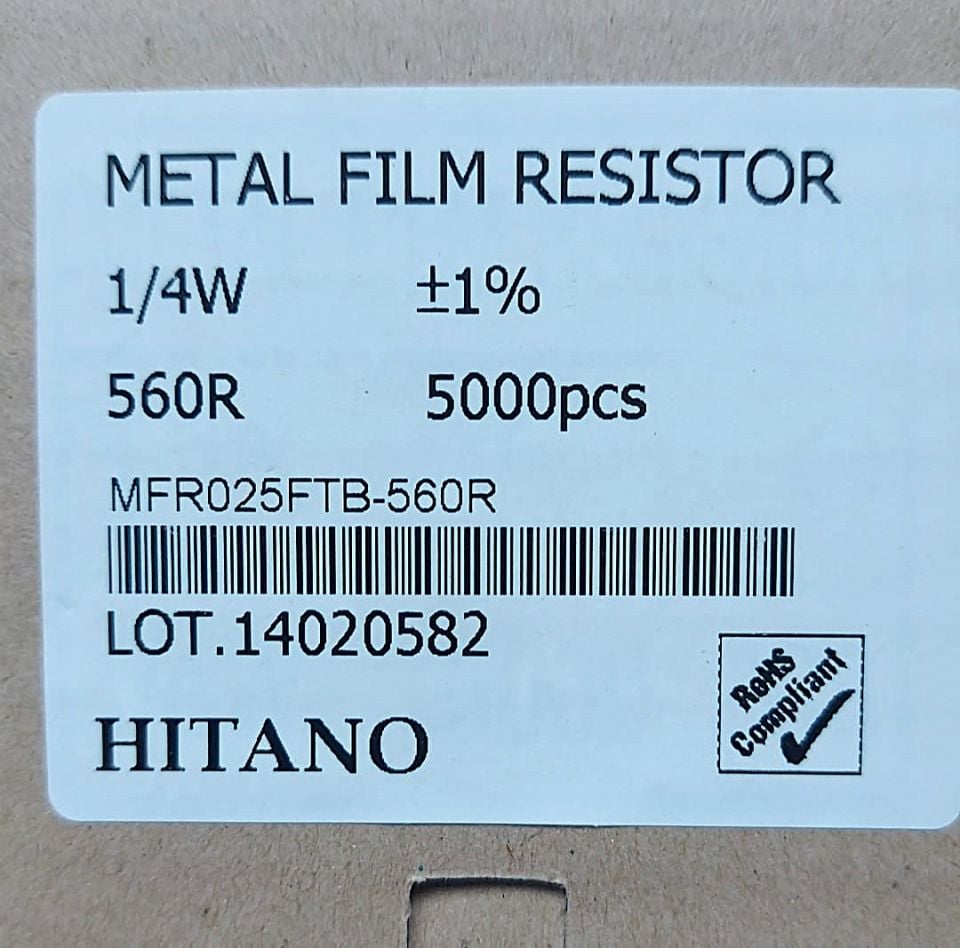 METAL FILM RESISTOR
1/4W ±1%
560R 5000pcs
MFR025FTB-560R
LOT.14020582
RoHS
Compliant
HITANO